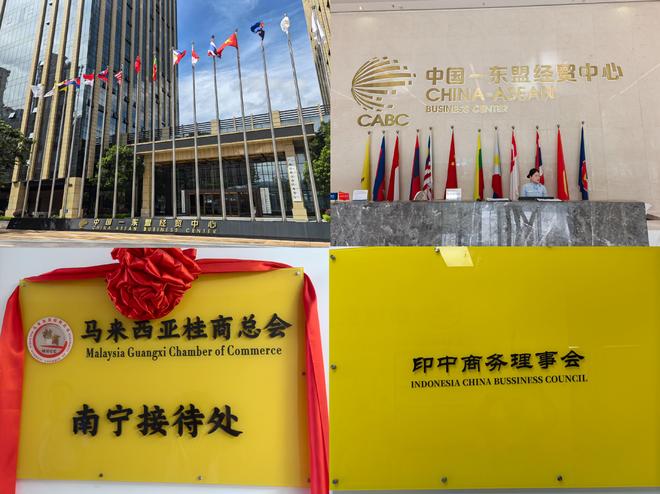 中国—东盟经贸中心
CHINA-ASEAN BUSINESS CENTER
中国—东盟经贸中心
CHINA-ASEAN
BUSINESS CENTER
CABC
马来西亚桂商总会
Malaysia Guangxi Chamber of Commerce
南宁接待处
印中商务理事会
INDONESIA CHINA BUSSINESS COUNCIL